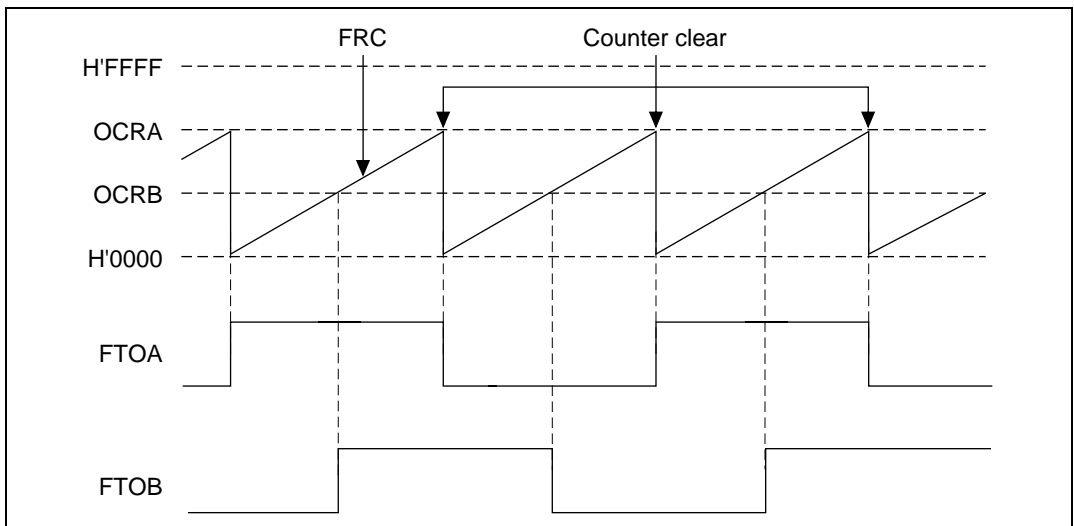 FRC Counter clear
H'FFFF
OCRA
OCRB
H'0000
FTOA
FTOB